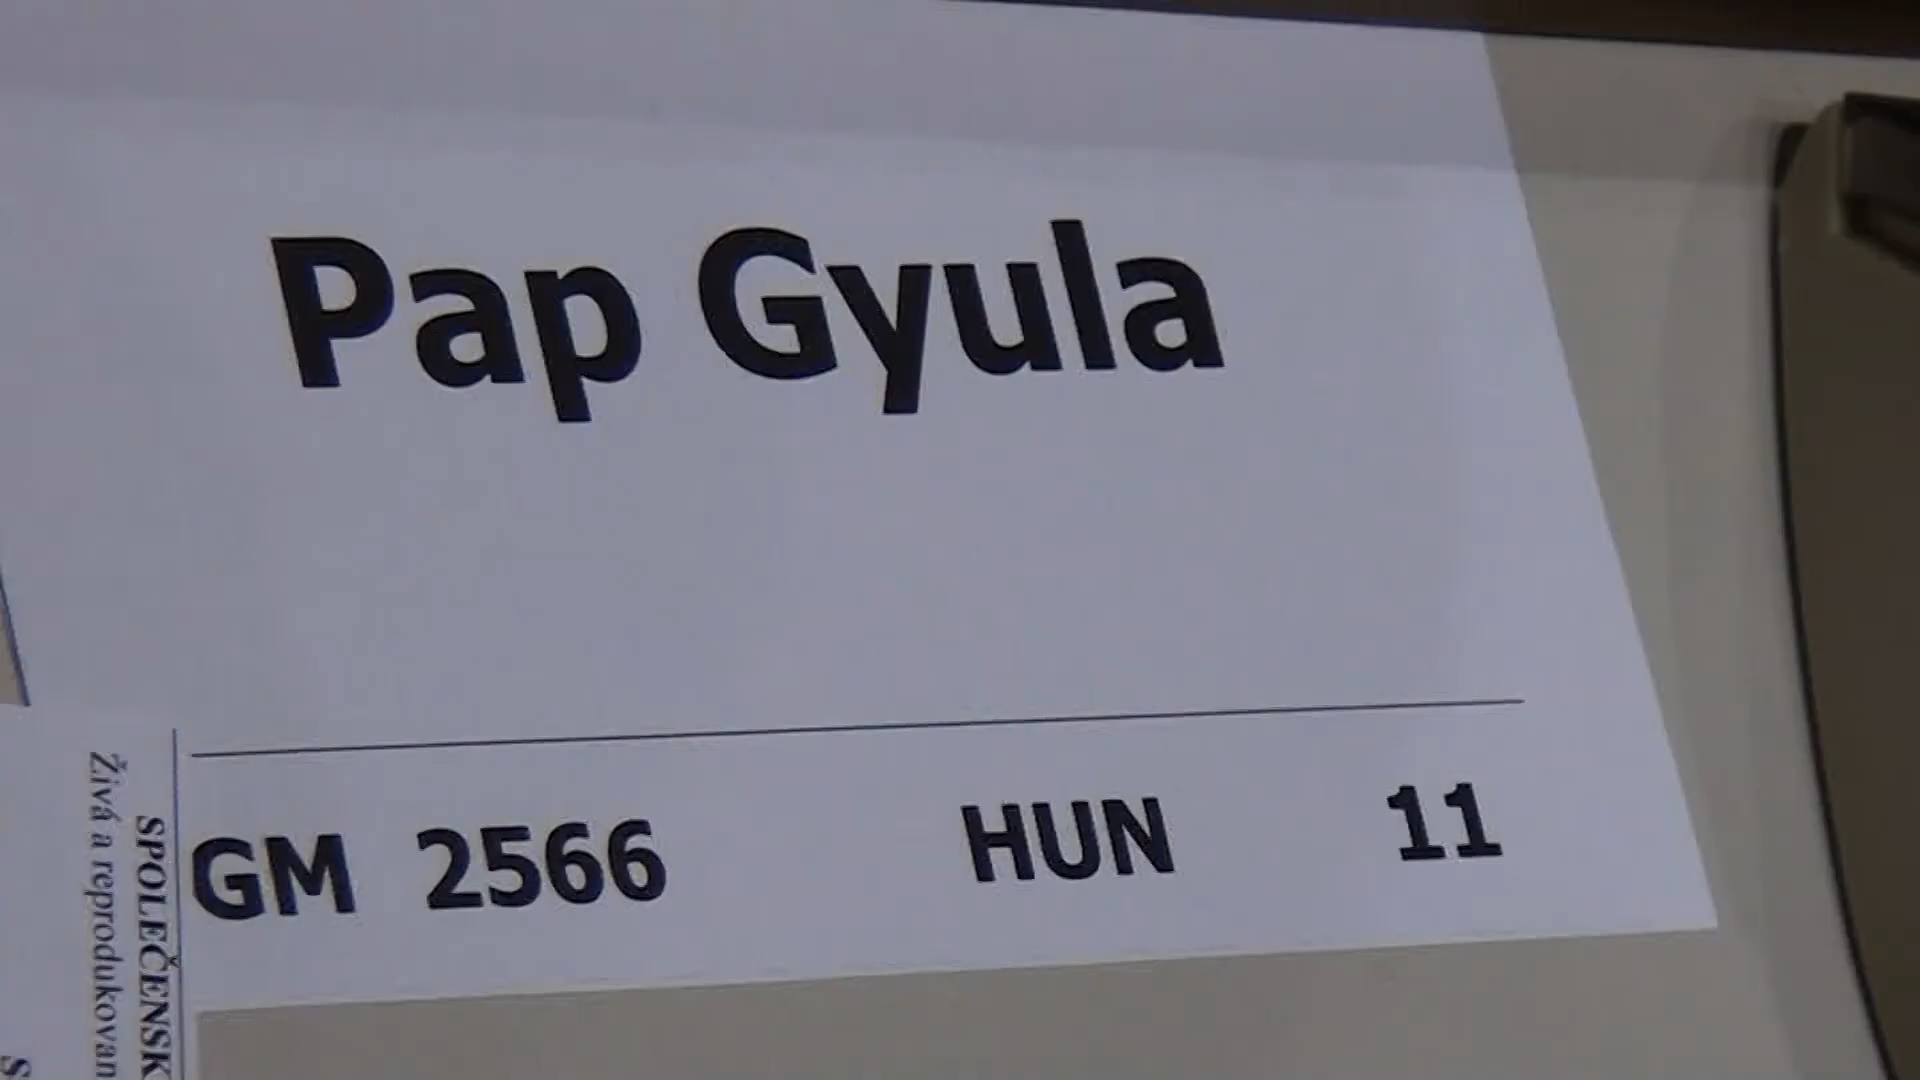 Pap Gyula
GM 2566 HUN 11
SPOLEČENSK
Živá a reprodukovan